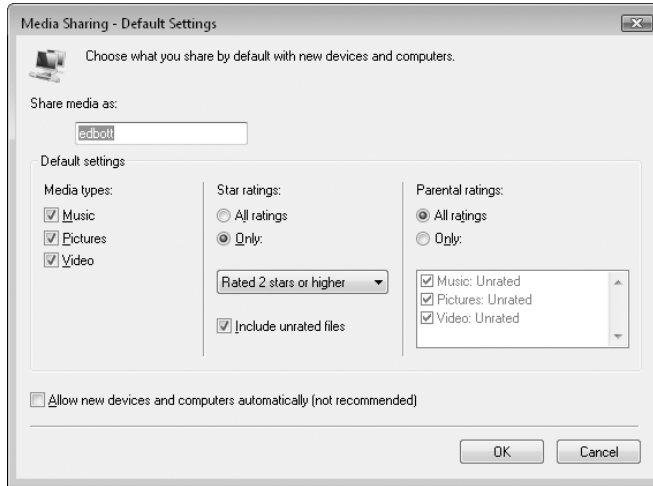 Media Sharing - Default Settings
Choose what you share by default with new devices and computers.
Share media as:
edbott
Default settings
Media types:
Music
Pictures
Video
Star ratings:
All ratings
Only:
Rated 2 stars or higher
Include unrated files
Parental ratings:
All ratings
Only:
Music: Unrated
Pictures: Unrated
Video: Unrated
Allow new devices and computers automatically (not recommended)
OK
Cancel